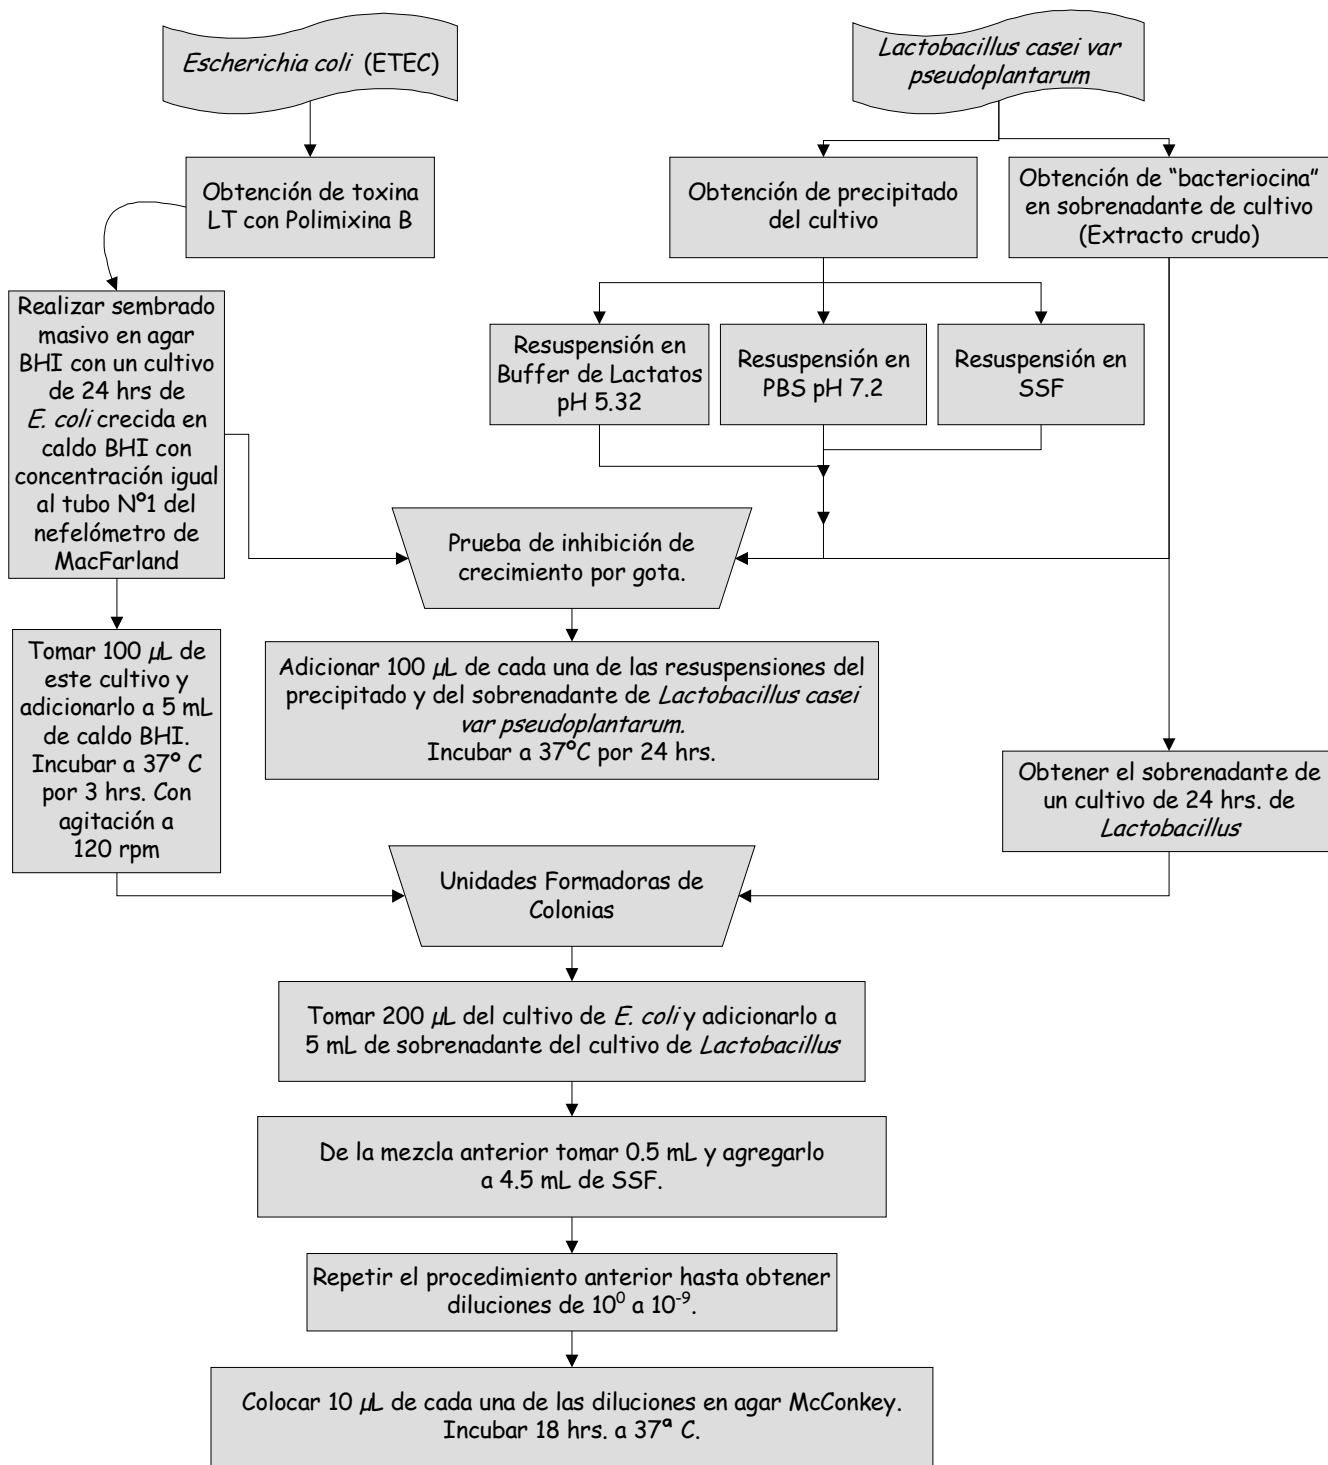 Escherichia coli (ETEC)
Lactobacillus casei var
pseudoplantarum
Obtención de toxina
LT con Polimixina B
Obtención de precipitado
del cultivo
Obtención de “bacteriocina”
en sobrenadante de cultivo
(Extracto crudo)
Realizar sembrado
masivo en agar
BHI con un cultivo
de 24 hrs de
E. coli crecida en
caldo BHI con
concentración igual
al tubo Nº1 del
nefelómetro de
MacFarland
Resuspensión en
Buffer de Lactatos
pH 5.32
Resuspensión en
PBS pH 7.2
Resuspensión en
SSF
Prueba de inhibición de
crecimiento por gota.
Tomar 100 µL de
este cultivo y
adicionarlo a 5 mL
de caldo BHI.
Incubar a 37º C
por 3 hrs. Con
agitación a
120 rpm
Adicionar 100 µL de cada una de las resuspensiones del
precipitado y del sobrenadante de Lactobacillus casei
var pseudoplantarum.
Incubar a 37ºC por 24 hrs.
Obtener el sobrenadante de
un cultivo de 24 hrs. de
Lactobacillus
Unidades Formadoras de
Colonias
Tomar 200 µL del cultivo de E. coli y adicionarlo a
5 mL de sobrenadante del cultivo de Lactobacillus
De la mezcla anterior tomar 0.5 mL y agregarlo
a 4.5 mL de SSF.
Repetir el procedimiento anterior hasta obtener
diluciones de 10⁰ a 10⁻⁹.
Colocar 10 µL de cada una de las diluciones en agar McConkey.
Incubar 18 hrs. a 37ª C.